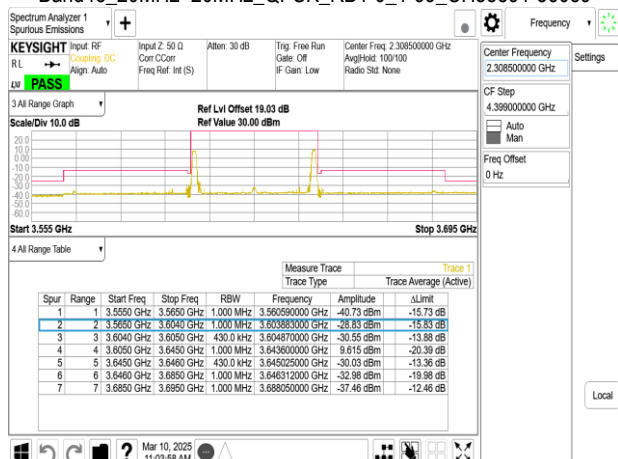 Spectrum Analyzer 1
Spurious Emissions
Frequency
KEYSIGHT
Input: RF
Coupling: DC
Align: Auto
Input Z: 50 Ω
Corr CCorr
Freq Ref: Int (S)
Atten: 30 dB
Trig: Free Run
Gate: Off
IF Gain: Low
Center Freq: 2.308500000 GHz
Avg|Hold: 100/100
Radio Std: None
RL
LXI
PASS
Center Frequency
2.308500000 GHz
Settings
CF Step
4.399000000 GHz
Auto
Man
Freq Offset
0 Hz
3 All Range Graph
Scale/Div 10.0 dB
Ref Lvl Offset 19.03 dB
Ref Value 30.00 dBm
20.0
10.0
0.00
-10.0
-20.0
-30.0
-40.0
-50.0
-60.0
Start 3.555 GHz
Stop 3.695 GHz
4 All Range Table
Measure Trace Trace 1
Trace Type Trace Average (Active)
Spur Range Start Freq Stop Freq RBW Frequency Amplitude ΔLimit
1 1 3.5550 GHz 3.5650 GHz 1.000 MHz 3.560590000 GHz -40.73 dBm -15.73 dB
2 2 3.5650 GHz 3.6040 GHz 1.000 MHz 3.603883000 GHz -28.83 dBm -15.83 dB
3 3 3.6040 GHz 3.6050 GHz 430.0 kHz 3.604870000 GHz -30.55 dBm -13.88 dB
4 4 3.6050 GHz 3.6450 GHz 1.000 MHz 3.643600000 GHz 9.615 dBm -20.39 dB
5 5 3.6450 GHz 3.6460 GHz 430.0 kHz 3.645025000 GHz -30.03 dBm -13.36 dB
6 6 3.6460 GHz 3.6850 GHz 1.000 MHz 3.646312000 GHz -32.98 dBm -19.98 dB
7 7 3.6850 GHz 3.6950 GHz 1.000 MHz 3.688050000 GHz -37.46 dBm -12.46 dB
Local
Mar 10, 2025
11:03:58 AM